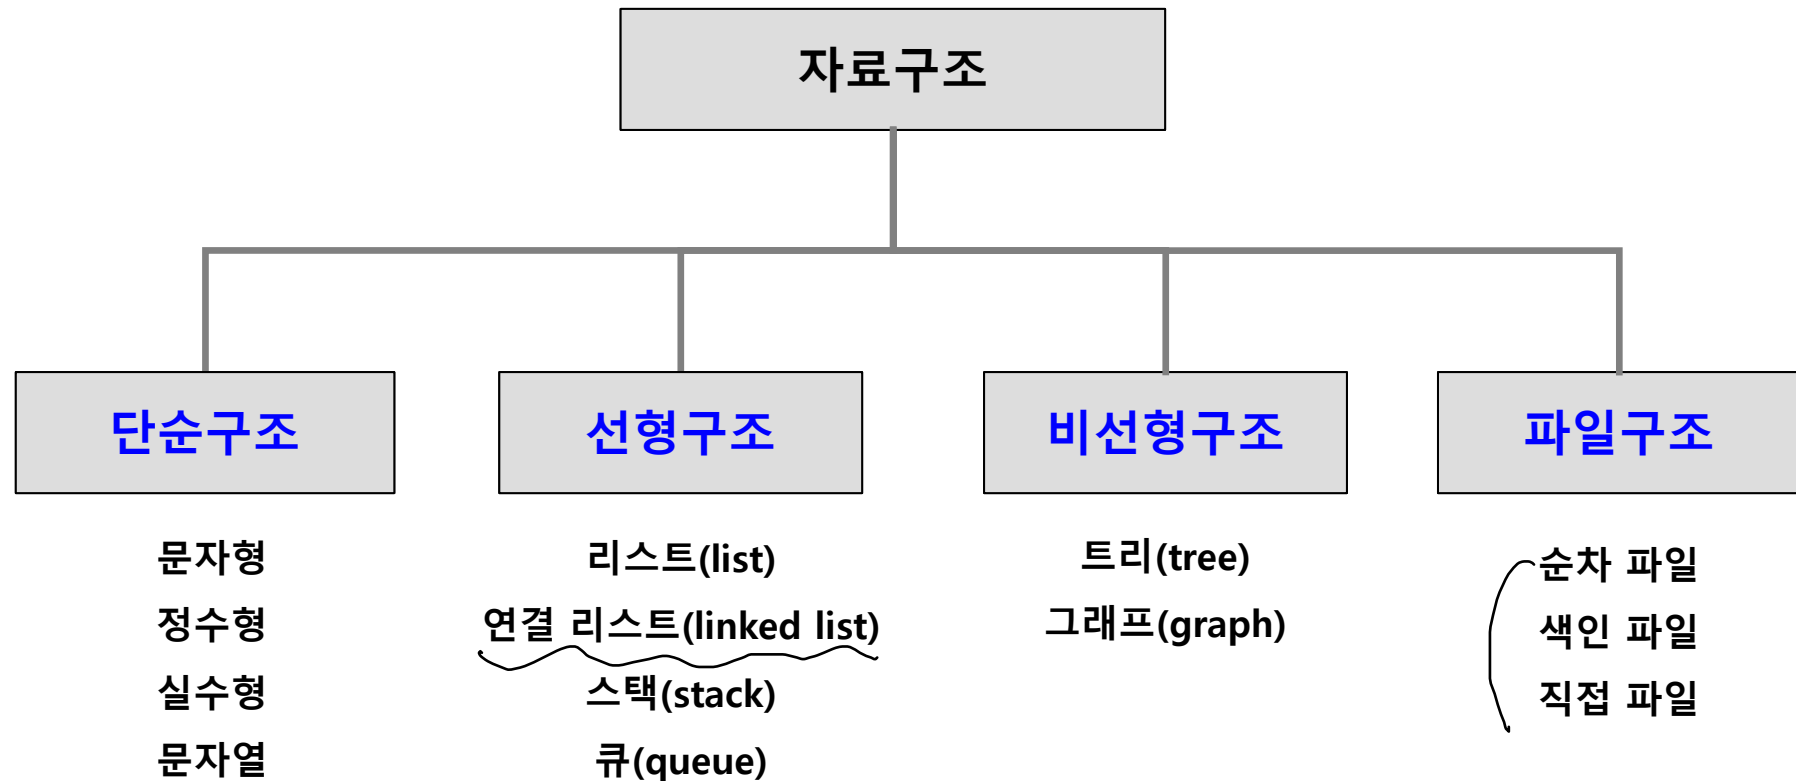 자료구조
단순구조
선형구조
비선형구조
파일구조
문자형
정수형
실수형
문자열
리스트(list)
연결 리스트(linked list)
스택(stack)
큐(queue)
트리(tree)
그래프(graph)
순차 파일
색인 파일
직접 파일